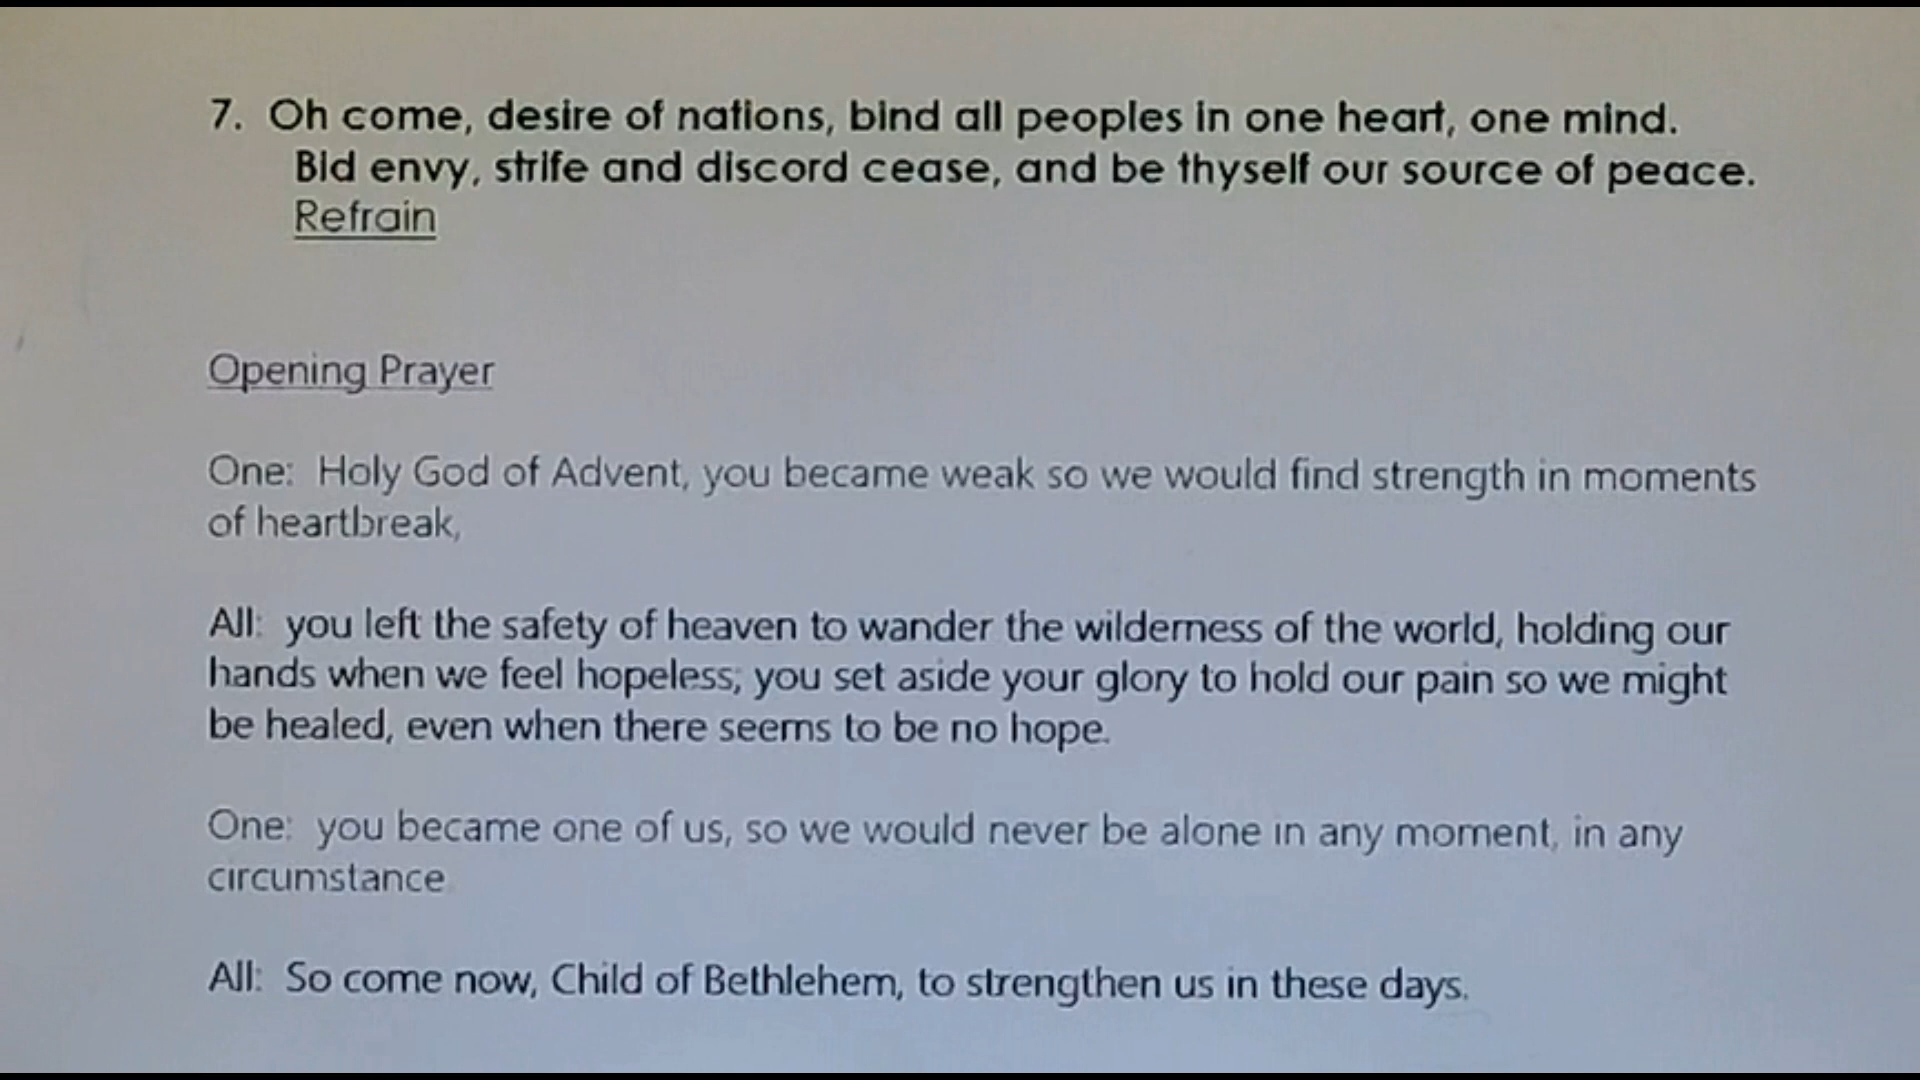 7. Oh come, desire of nations, bind all peoples in one heart, one mind.
Bid envy, strife and discord cease, and be thyself our source of peace.
Refrain
Opening Prayer
One: Holy God of Advent, you became weak so we would find strength in moments
of heartbreak,
All: you left the safety of heaven to wander the wilderness of the world, holding our
hands when we feel hopeless; you set aside your glory to hold our pain so we might
be healed, even when there seems to be no hope.
One: you became one of us, so we would never be alone in any moment, in any
circumstance
All: So come now, Child of Bethlehem, to strengthen us in these days.